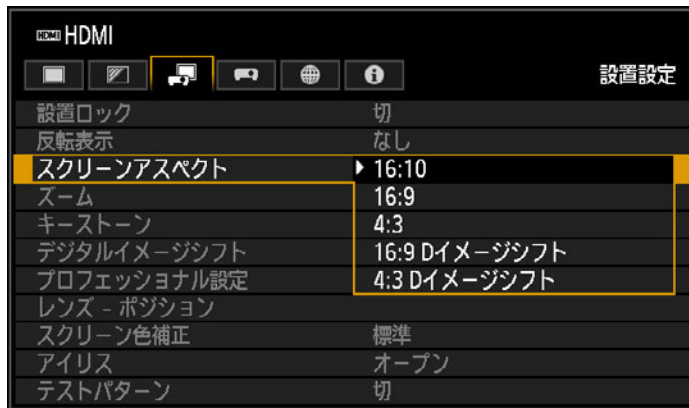 HDMI HDMI
設置設定
設置ロック 切
反転表示 なし
スクリーンアスペクト 16:10
ズーム 16:9
キーストーン 4:3
デジタルイメージシフト 16:9 Dイメージシフト
プロフェッショナル設定 4:3 Dイメージシフト
レンズ - ポジション
スクリーン色補正 標準
アイリス オープン
テストパターン 切